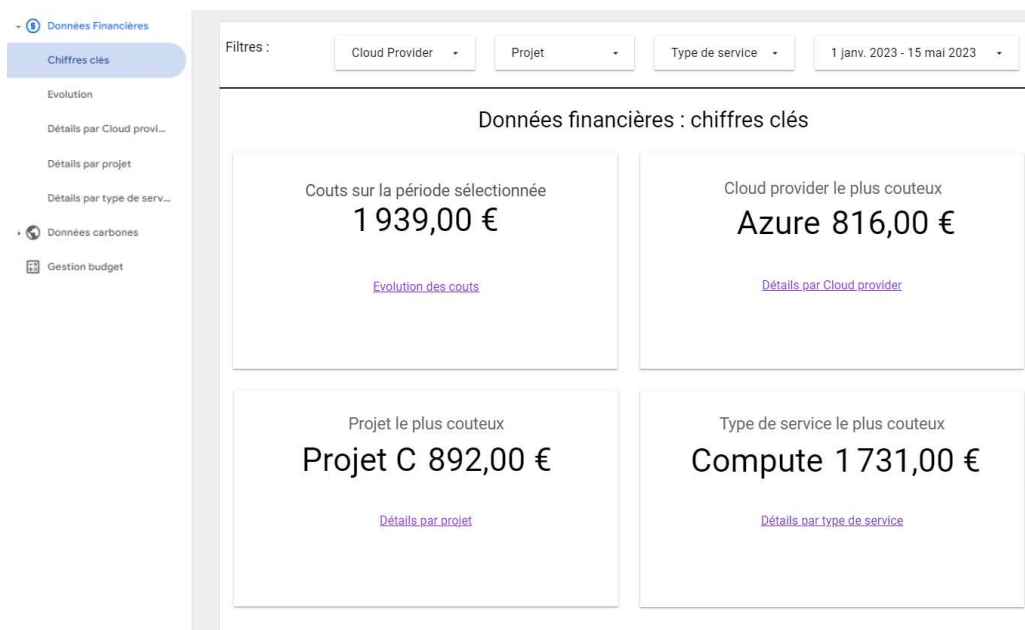 Données Financières
Chiffres clés
Evolution
Détails par Cloud provi...
Détails par projet
Détails par type de serv...
Données carbones
Gestion budget
Filtres :
Cloud Provider
Projet
Type de service
1 janv. 2023 - 15 mai 2023
Données financières : chiffres clés
Couts sur la période sélectionnée
1 939,00 €
Evolution des couts
Cloud provider le plus couteux
Azure 816,00 €
Détails par Cloud provider
Projet le plus couteux
Projet C 892,00 €
Détails par projet
Type de service le plus couteux
Compute 1 731,00 €
Détails par type de service